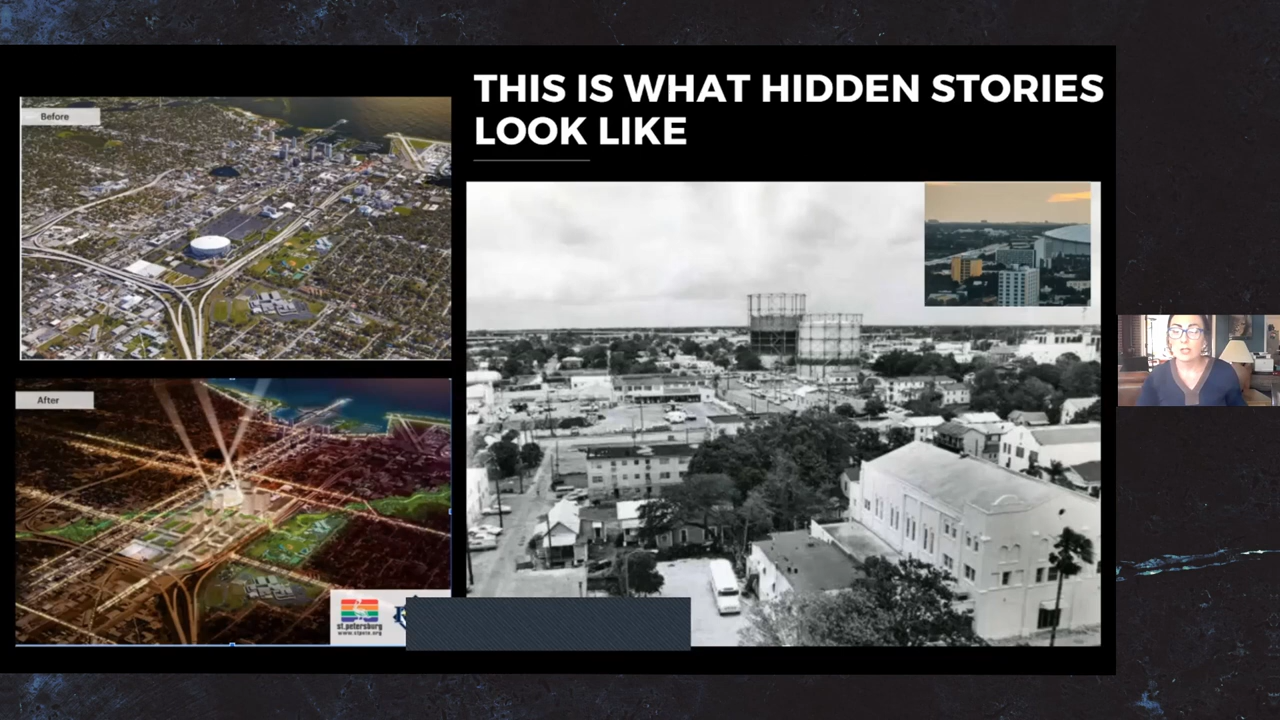 THIS IS WHAT HIDDEN STORIES
LOOK LIKE
Before
After
st.petersburg
www.stpete.org